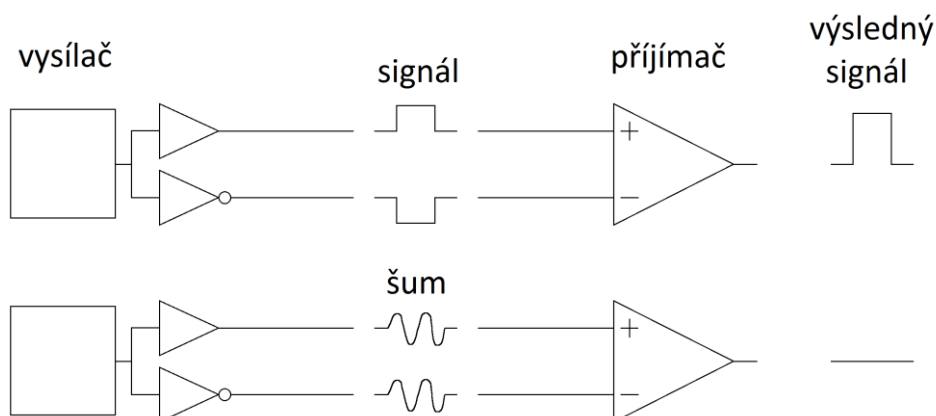 vysílač
signál
příjímač
výsledný
signál
+
−
šum
+
−